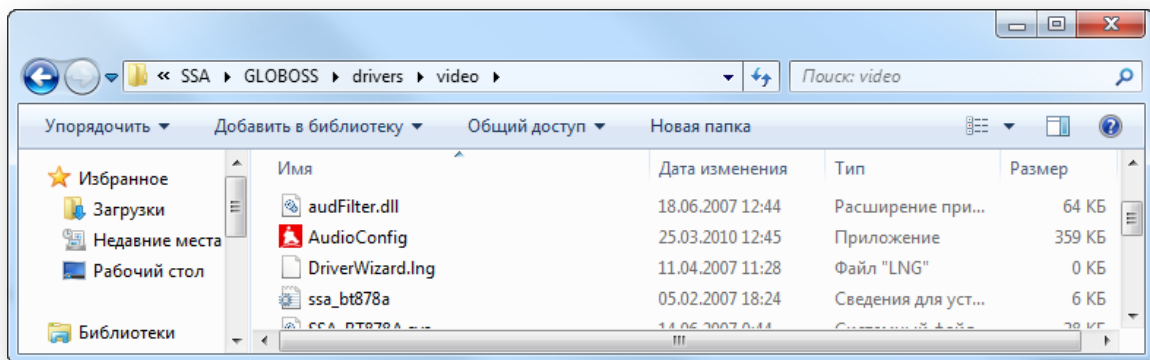 « SSA ▸ GLOBOSS ▸ drivers ▸ video ▸ Поиск: video
Упорядочить Добавить в библиотеку Общий доступ Новая папка
Избранное
Загрузки
Недавние места
Рабочий стол
Библиотеки
Имя Дата изменения Тип Размер
audFilter.dll 18.06.2007 12:44 Расширение при... 64 КБ
AudioConfig 25.03.2010 12:45 Приложение 359 КБ
DriverWizard.lng 11.04.2007 11:28 Файл "LNG" 0 КБ
ssa_bt878a 05.02.2007 18:24 Сведения для уст... 6 КБ